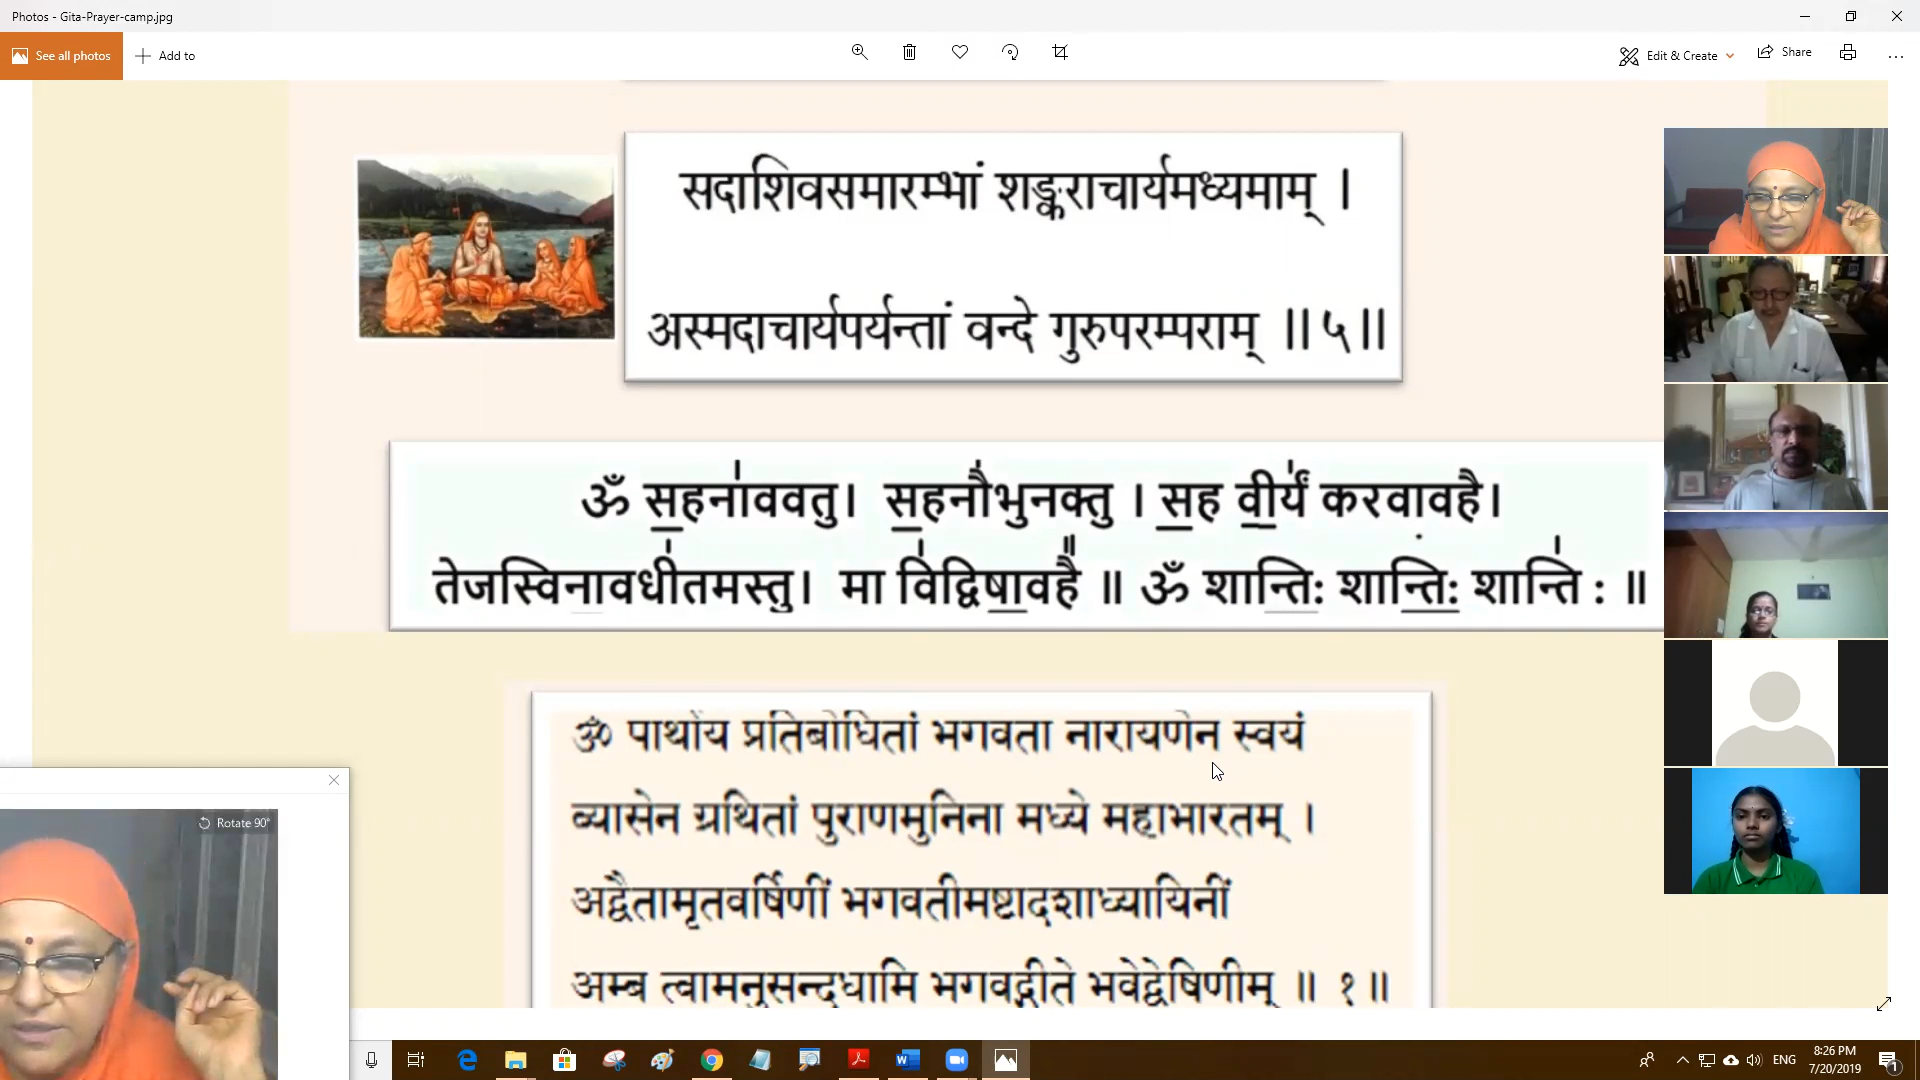 Photos - Gita-Prayer-camp.jpg
See all photos
Add to
Edit & Create
Share
सदाशिवसमारम्भां शङ्कराचार्यमध्यमाम् ।
अस्मदाचार्यपर्यन्तां वन्दे गुरुपरम्पराम् ॥५॥
ॐ स॒हना॑ववतु। स॒हनौ॑भुनक्तु । स॒ह वी॒र्यं॑ करवावहै।
तेजस्विना॒वधी॑तमस्तु॒। मा वि॑द्विषा॒वहै᳚ ॥ ॐ शान्ति॒: शान्ति॒: शान्ति॑ : ॥
ॐ पार्थाय प्रतिबोधितां भगवता नारायणेन स्वयं
व्यासेन ग्रथितां पुराणमुनिना मध्ये महाभारतम् ।
अद्वैतामृतवर्षिणीं भगवतीमष्टादशाध्यायिनीं
अम्ब त्वामनुसन्दधामि भगवद्गीते भवेद्वेषिणीम् ॥ १॥
Rotate 90°
ENG
8:26 PM
7/20/2019
1